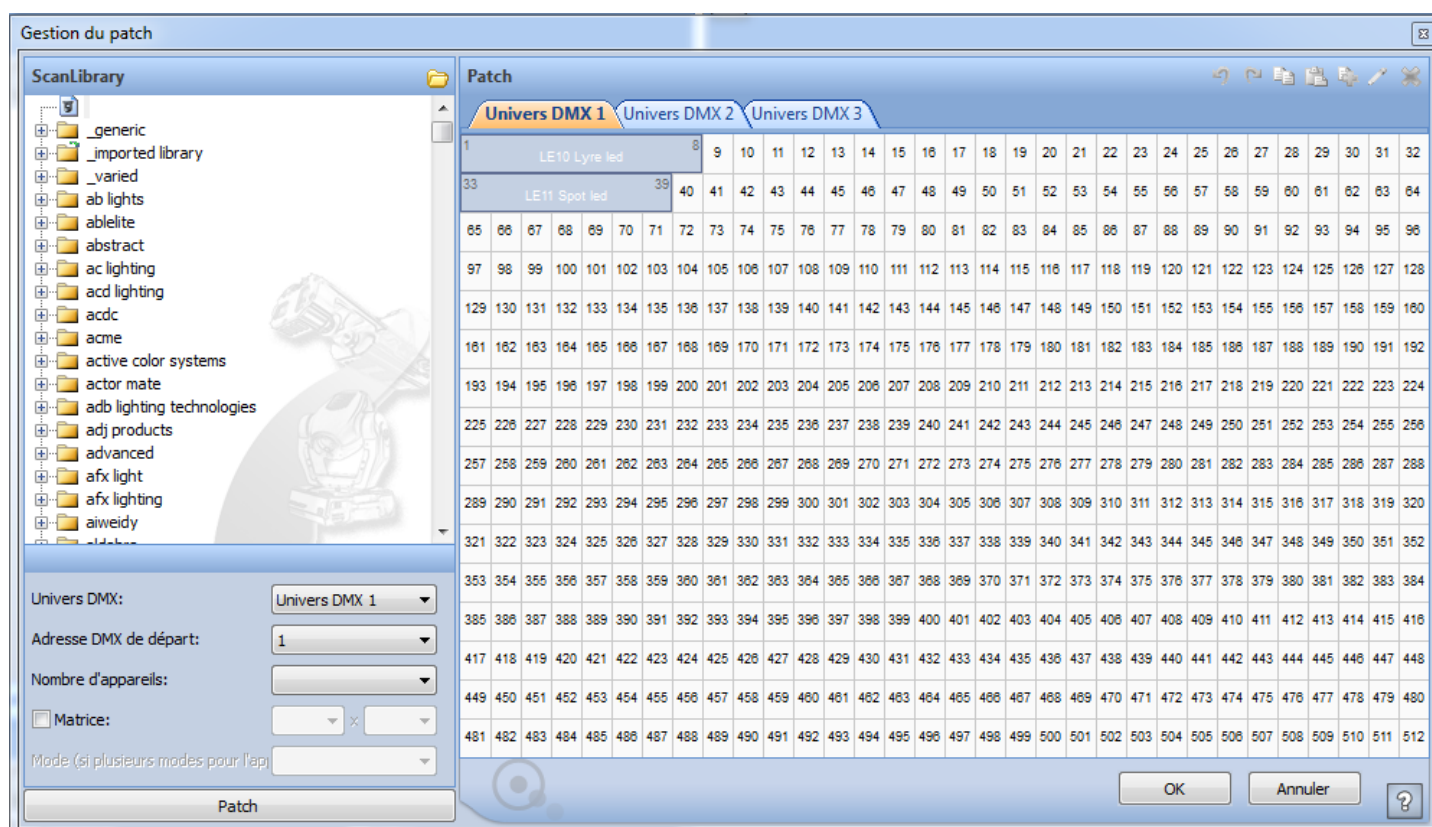 Gestion du patch
ScanLibrary
_generic
_imported library
_varied
ab lights
ablelite
abstract
ac lighting
acd lighting
acdc
acme
active color systems
actor mate
adb lighting technologies
adj products
advanced
afx light
afx lighting
aiweidy
Univers DMX: Univers DMX 1
Adresse DMX de départ: 1
Nombre d'appareils:
Matrice: x
Mode (si plusieurs modes pour l'ap
Patch
Patch
Univers DMX 1 Univers DMX 2 Univers DMX 3
1 LE10 Lyre led 8 9 10 11 12 13 14 15 16 17 18 19 20 21 22 23 24 25 26 27 28 29 30 31 32
33 LE11 Spot led 39 40 41 42 43 44 45 46 47 48 49 50 51 52 53 54 55 56 57 58 59 60 61 62 63 64
65 66 67 68 69 70 71 72 73 74 75 76 77 78 79 80 81 82 83 84 85 86 87 88 89 90 91 92 93 94 95 96
97 98 99 100 101 102 103 104 105 106 107 108 109 110 111 112 113 114 115 116 117 118 119 120 121 122 123 124 125 126 127 128
129 130 131 132 133 134 135 136 137 138 139 140 141 142 143 144 145 146 147 148 149 150 151 152 153 154 155 156 157 158 159 160
161 162 163 164 165 166 167 168 169 170 171 172 173 174 175 176 177 178 179 180 181 182 183 184 185 186 187 188 189 190 191 192
193 194 195 196 197 198 199 200 201 202 203 204 205 206 207 208 209 210 211 212 213 214 215 216 217 218 219 220 221 222 223 224
225 226 227 228 229 230 231 232 233 234 235 236 237 238 239 240 241 242 243 244 245 246 247 248 249 250 251 252 253 254 255 256
257 258 259 260 261 262 263 264 265 266 267 268 269 270 271 272 273 274 275 276 277 278 279 280 281 282 283 284 285 286 287 288
289 290 291 292 293 294 295 296 297 298 299 300 301 302 303 304 305 306 307 308 309 310 311 312 313 314 315 316 317 318 319 320
321 322 323 324 325 326 327 328 329 330 331 332 333 334 335 336 337 338 339 340 341 342 343 344 345 346 347 348 349 350 351 352
353 354 355 356 357 358 359 360 361 362 363 364 365 366 367 368 369 370 371 372 373 374 375 376 377 378 379 380 381 382 383 384
385 386 387 388 389 390 391 392 393 394 395 396 397 398 399 400 401 402 403 404 405 406 407 408 409 410 411 412 413 414 415 416
417 418 419 420 421 422 423 424 425 426 427 428 429 430 431 432 433 434 435 436 437 438 439 440 441 442 443 444 445 446 447 448
449 450 451 452 453 454 455 456 457 458 459 460 461 462 463 464 465 466 467 468 469 470 471 472 473 474 475 476 477 478 479 480
481 482 483 484 485 486 487 488 489 490 491 492 493 494 495 496 497 498 499 500 501 502 503 504 505 506 507 508 509 510 511 512
OK Annuler ?